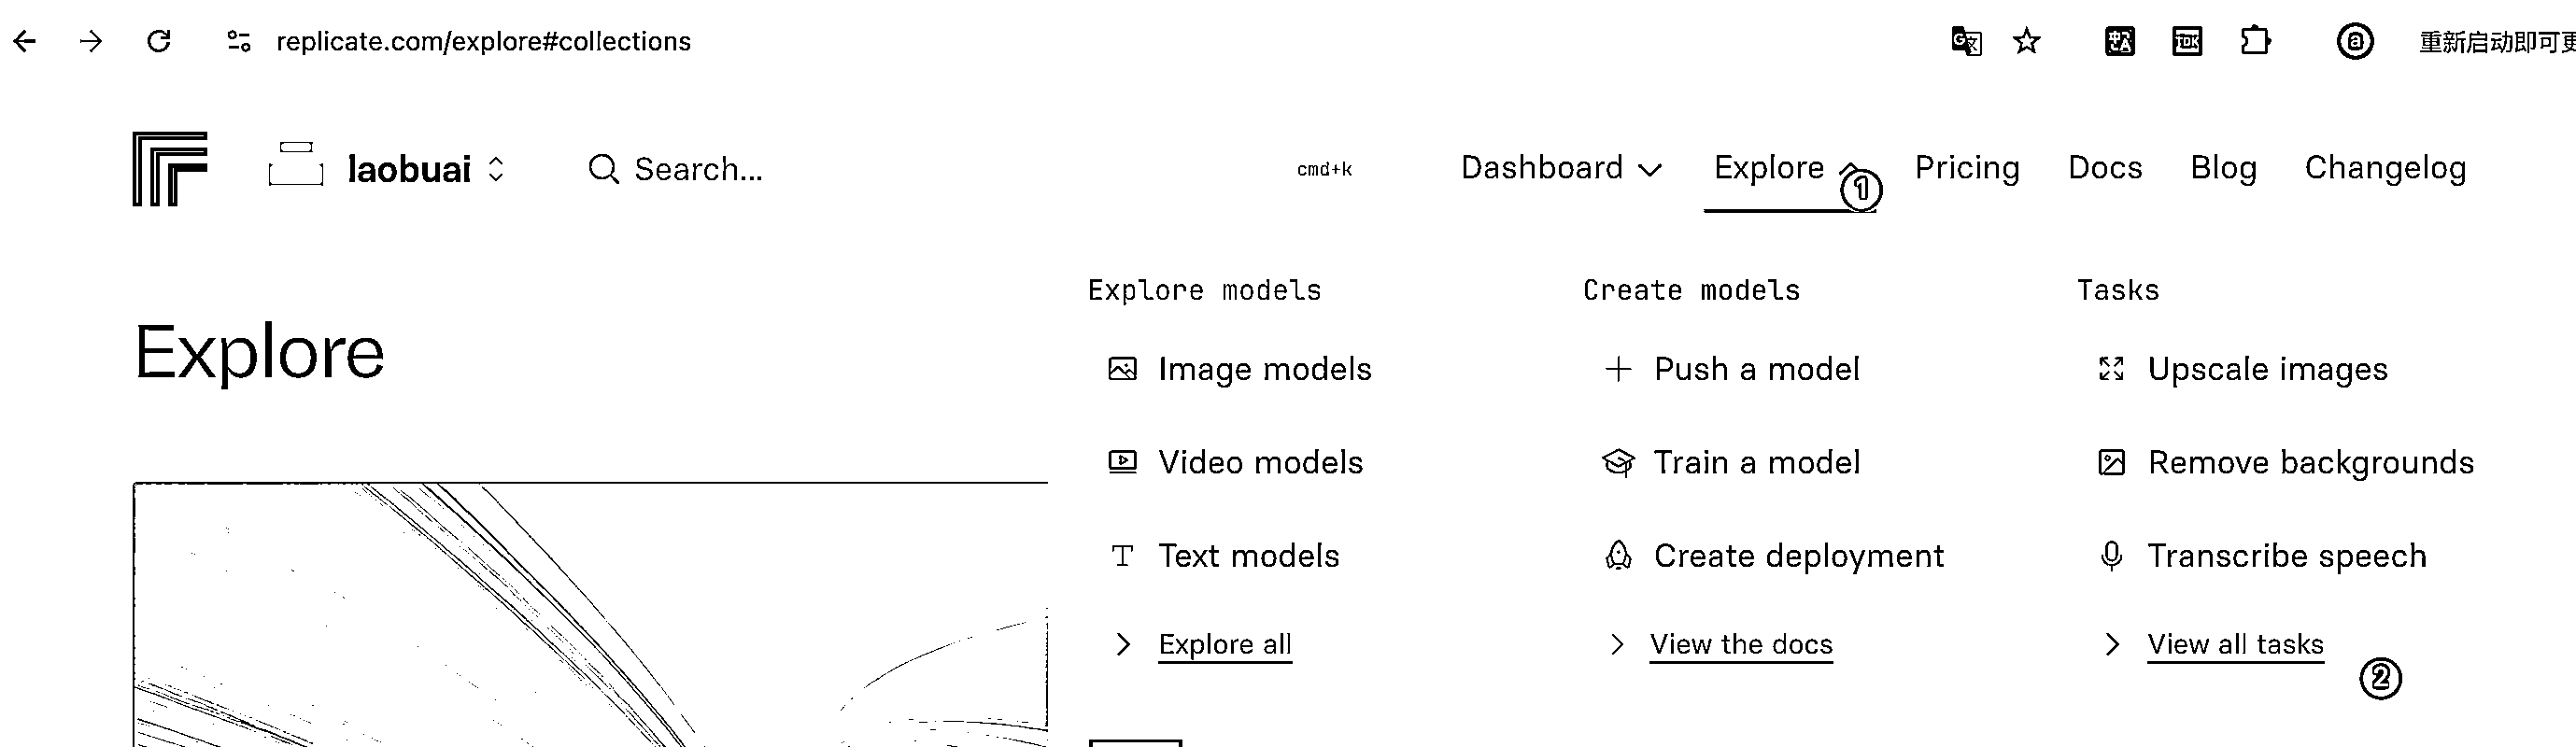 replicate.com/explore#collections
重新启动即可更
laobuai
Search...
cmd+k
Dashboard
Explore
Pricing
Docs
Blog
Changelog
①
Explore
Explore models
Image models
Video models
Text models
Explore all
Create models
Push a model
Train a model
Create deployment
View the docs
Tasks
Upscale images
Remove backgrounds
Transcribe speech
View all tasks
②